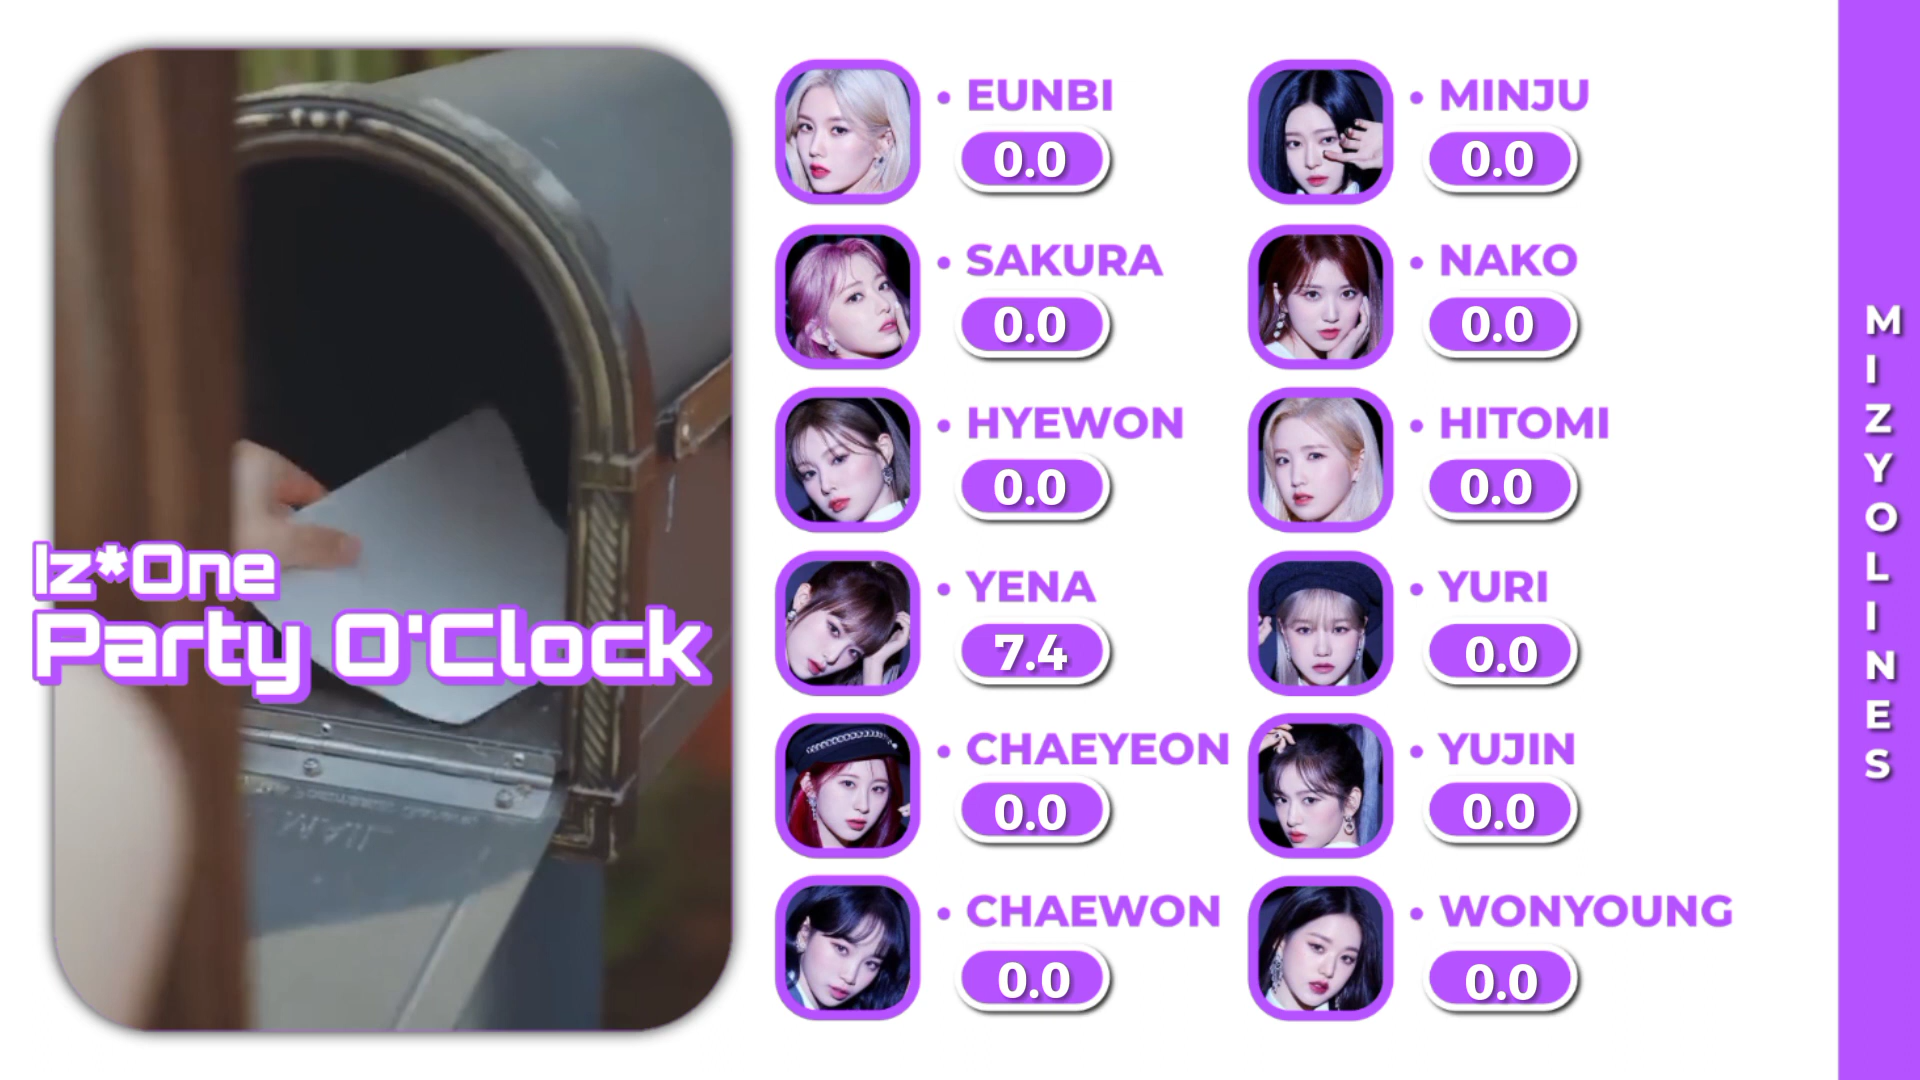 Iz*One
Party O'Clock
• EUNBI
0.0
• SAKURA
0.0
• HYEWON
0.0
• YENA
7.4
• CHAEYEON
0.0
• CHAEWON
0.0
• MINJU
0.0
• NAKO
0.0
• HITOMI
0.0
• YURI
0.0
• YUJIN
0.0
• WONYOUNG
0.0
MIZYOLINES